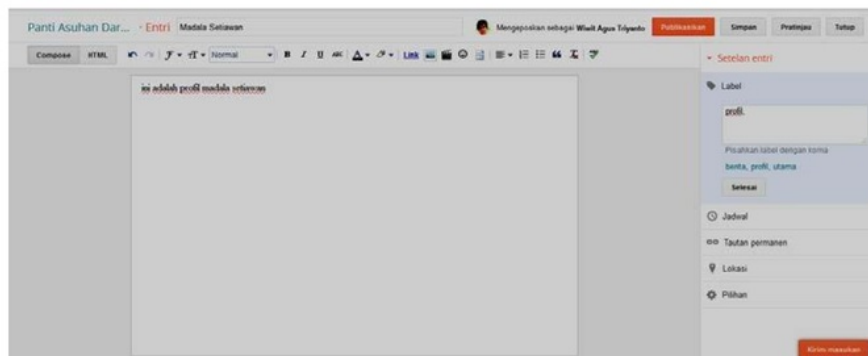 Panti Asuhan Dar... · Entri Madala Setiawan Mengeposkan sebagai Wiwit Agus Triyanto Publikasikan Simpan Pratinjau Tutup
Compose HTML Normal Link
ini adalah profil madala setiawan
Setelan entri
Label
profil,
Pisahkan label dengan koma
berita, profil, utama
Selesai
Jadwal
Tautan permanen
Lokasi
Pilihan
Kirim masukan